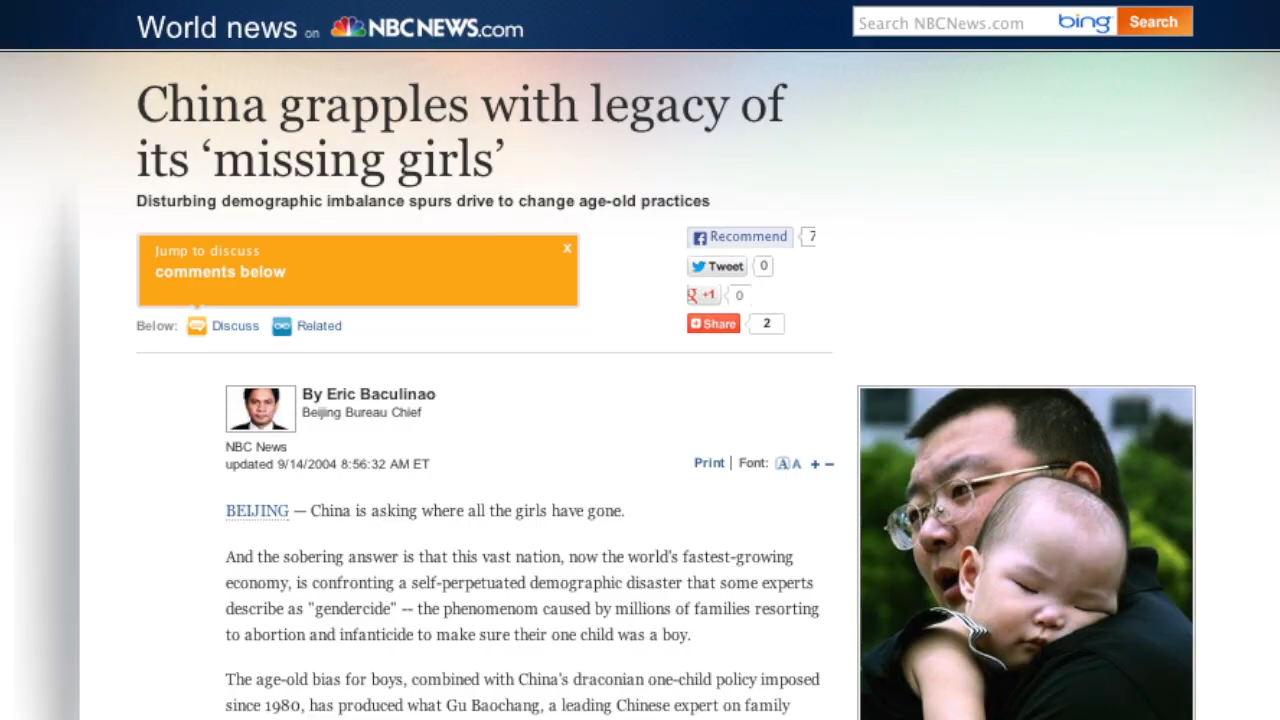 World news on NBCNEWS.com
Search NBCNews.com bing Search
China grapples with legacy of
its ‘missing girls’
Disturbing demographic imbalance spurs drive to change age-old practices
Jump to discuss x
comments below
Recommend 7
Tweet 0
g +1 0
Share 2
Below: Discuss Related
By Eric Baculinao
Beijing Bureau Chief
NBC News
updated 9/14/2004 8:56:32 AM ET
Print | Font: A A + −
BEIJING — China is asking where all the girls have gone.
And the sobering answer is that this vast nation, now the world's fastest-growing
economy, is confronting a self-perpetuated demographic disaster that some experts
describe as "gendercide" -- the phenomenom caused by millions of families resorting
to abortion and infanticide to make sure their one child was a boy.
The age-old bias for boys, combined with China's draconian one-child policy imposed
since 1980, has produced what Gu Baochang, a leading Chinese expert on family